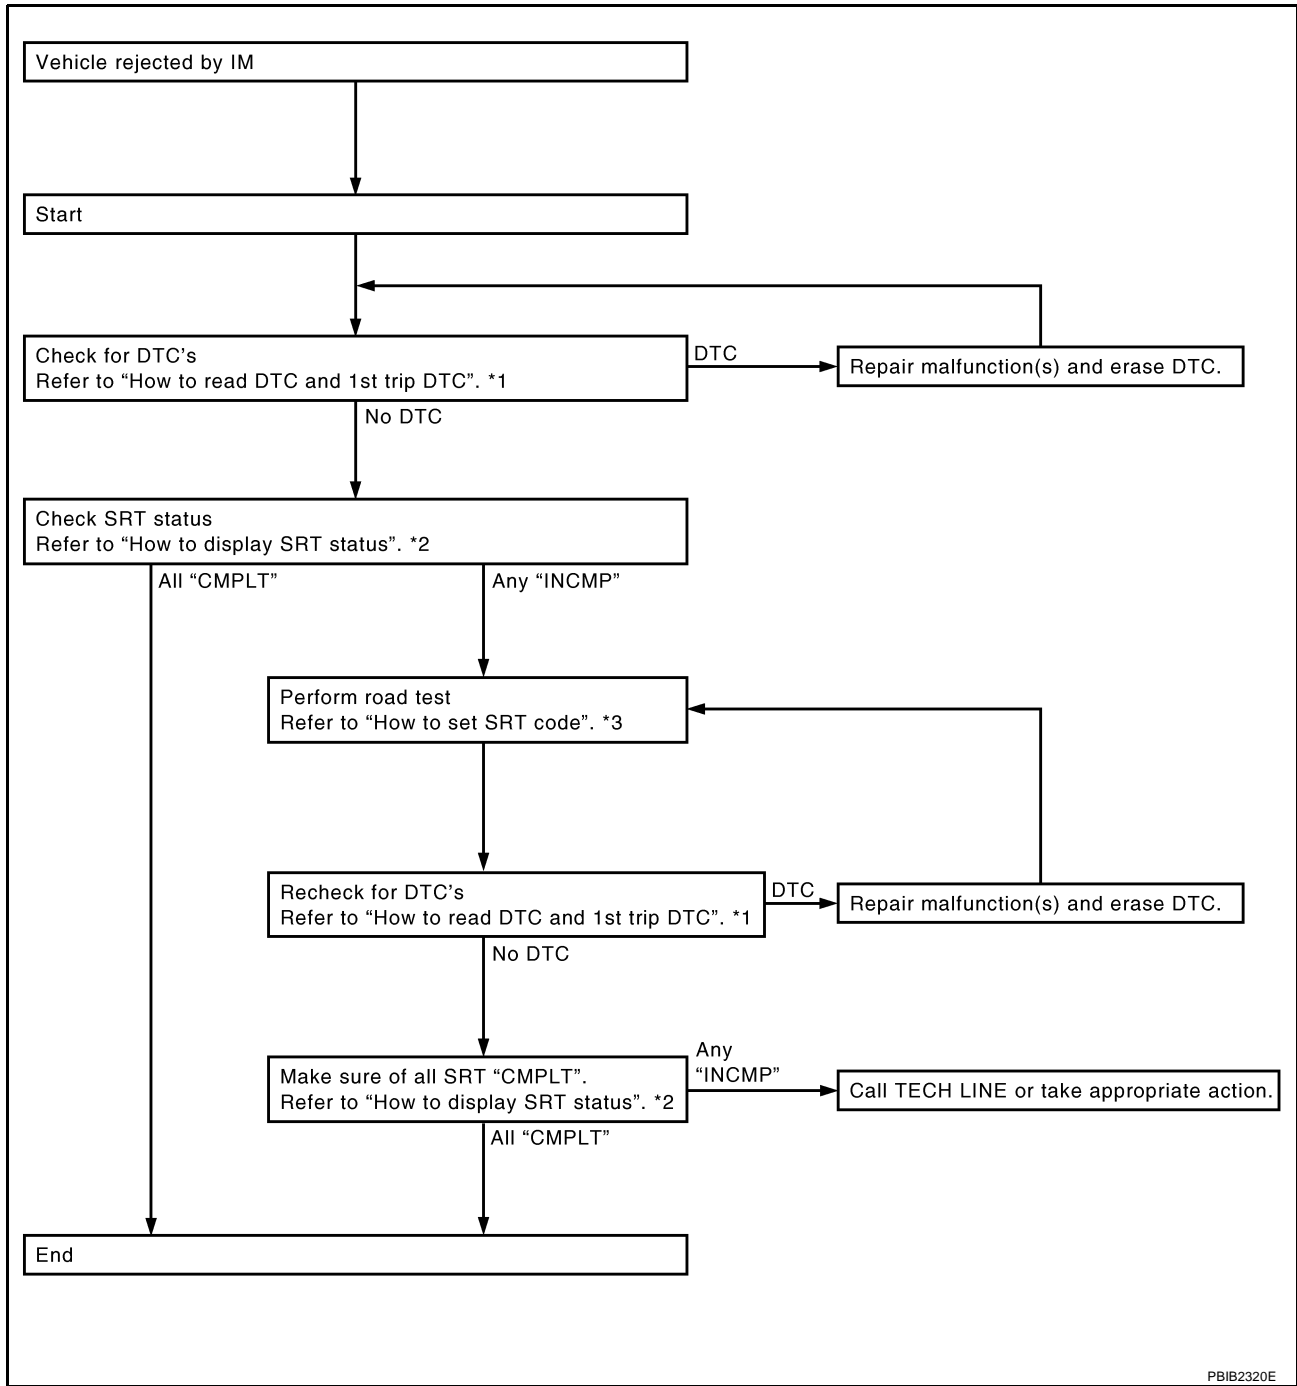 Vehicle rejected by IM
Start
Check for DTC's
Refer to “How to read DTC and 1st trip DTC”. *1
DTC
Repair malfunction(s) and erase DTC.
No DTC
Check SRT status
Refer to “How to display SRT status”. *2
All “CMPLT”
Any “INCMP”
Perform road test
Refer to “How to set SRT code”. *3
Recheck for DTC's
Refer to “How to read DTC and 1st trip DTC”. *1
DTC
Repair malfunction(s) and erase DTC.
No DTC
Make sure of all SRT “CMPLT”.
Refer to “How to display SRT status”. *2
Any
“INCMP”
Call TECH LINE or take appropriate action.
All “CMPLT”
End
PBIB2320E